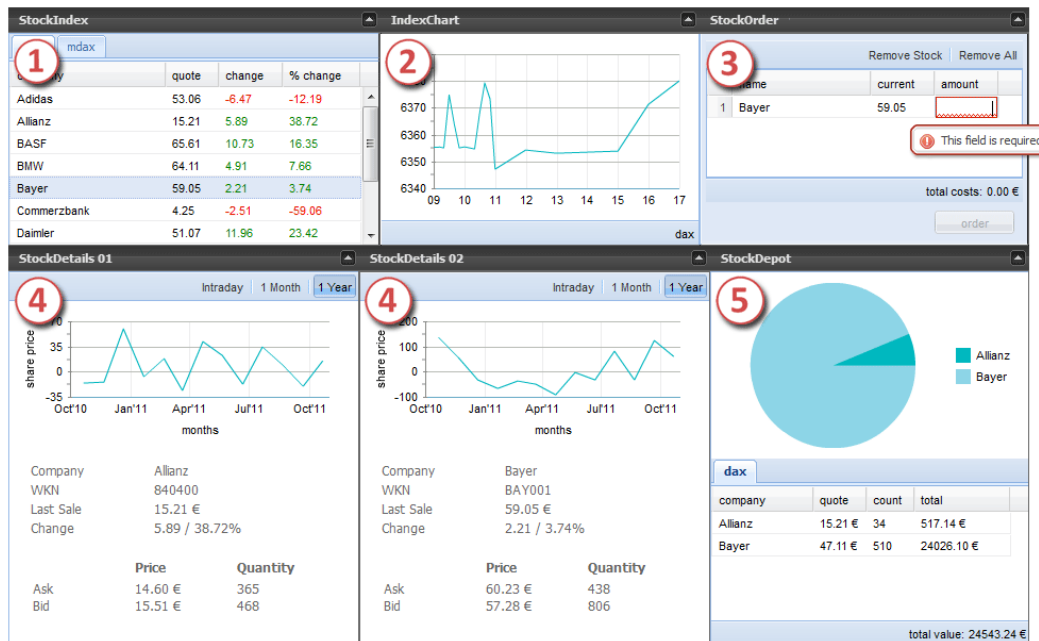 StockIndex
IndexChart
StockOrder
1
mdax
quote change % change
Adidas 53.06 -6.47 -12.19
Allianz 15.21 5.89 38.72
BASF 65.61 10.73 16.35
BMW 64.11 4.91 7.66
Bayer 59.05 2.21 3.74
Commerzbank 4.25 -2.51 -59.06
Daimler 51.07 11.96 23.42
2
6370
6360
6350
6340
09 10 11 12 13 14 15 16 17
dax
3
Remove Stock Remove All
name current amount
1 Bayer 59.05
This field is required
total costs: 0.00 €
order
StockDetails 01
StockDetails 02
StockDepot
4
Intraday 1 Month 1 Year
share price
35
0
-35
Oct'10 Jan'11 Apr'11 Jul'11 Oct'11
months
Company Allianz
WKN 840400
Last Sale 15.21 €
Change 5.89 / 38.72%
Price Quantity
Ask 14.60 € 365
Bid 15.51 € 468
4
Intraday 1 Month 1 Year
share price
200
100
0
-100
Oct'10 Jan'11 Apr'11 Jul'11 Oct'11
months
Company Bayer
WKN BAY001
Last Sale 59.05 €
Change 2.21 / 3.74%
Price Quantity
Ask 60.23 € 438
Bid 57.28 € 806
5
Allianz
Bayer
dax
company quote count total
Allianz 15.21 € 34 517.14 €
Bayer 47.11 € 510 24026.10 €
total value: 24543.24 €